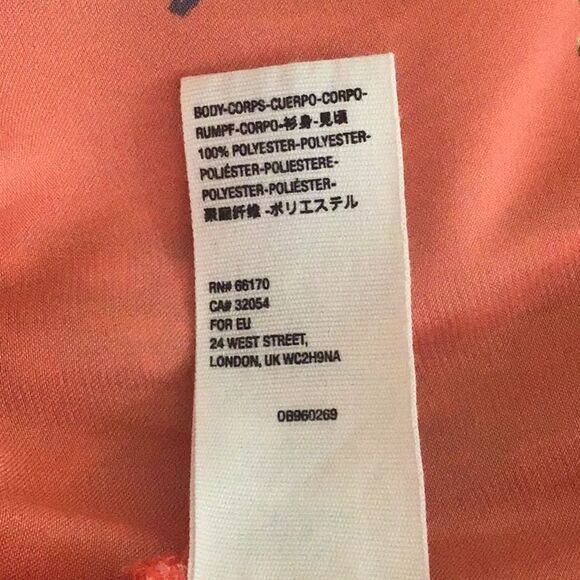 BODY-CORPS-CUERPO-CORPO-
RUMPF-CORPO-衫身-見頃
100% POLYESTER-POLYESTER-
POLIÉSTER-POLIESTERE-
POLYESTER-POLIÉSTER-
聚酯纤维 -ポリエステル
RN# 66170
CA# 32054
FOR EU
24 WEST STREET,
LONDON, UK WC2H9NA
OB960269